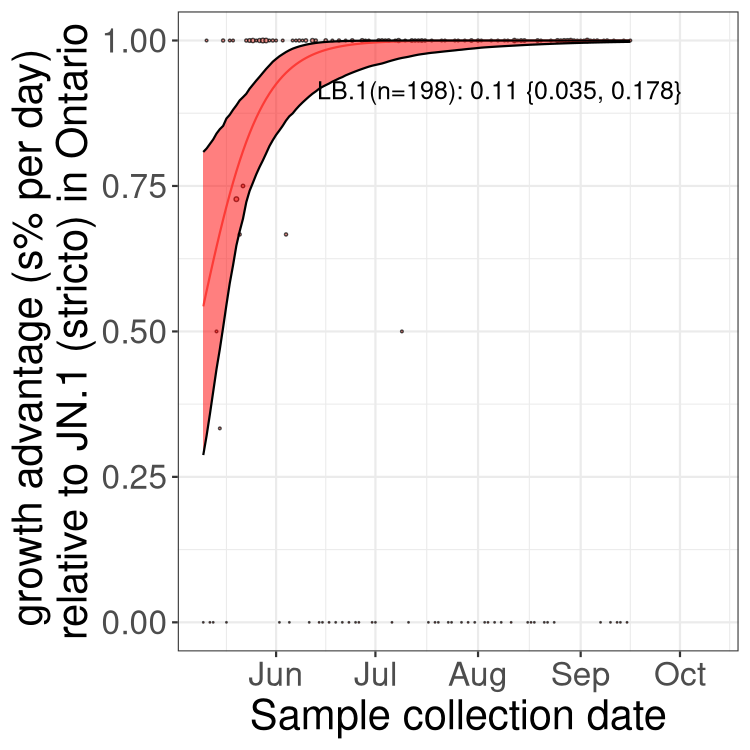 growth advantage (s% per day)
relative to JN.1 (stricto) in Ontario
1.00
0.75
0.50
0.25
0.00
LB.1(n=198): 0.11 {0.035, 0.178}
Jun Jul Aug Sep Oct
Sample collection date